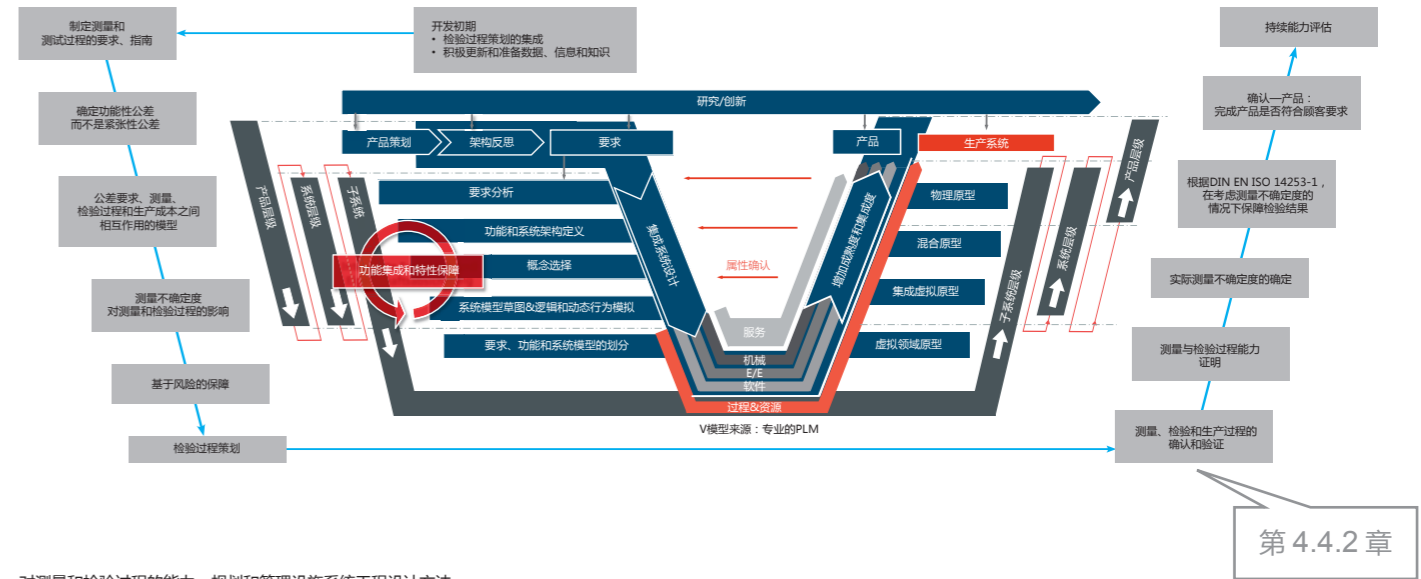 制定测量和
测试过程的要求、指南
开发初期
• 检验过程策划的集成
• 积极更新和准备数据、信息和知识
持续能力评估
确定功能性公差
而不是紧张性公差
公差要求、测量、
检验过程和生产成本之间
相互作用的模型
测量不确定度
对测量和检验过程的影响
基于风险的保障
检验过程策划
研究/创新
产品策划
架构反思
要求
产品
生产系统
产品层级
系统层级
子系统
要求分析
功能和系统架构定义
概念选择
功能集成和特性保障
系统模型草图&逻辑和动态行为模拟
要求、功能和系统模型的划分
集成系统设计
属性确认
增加成熟度和集成度
服务
机械
E/E
软件
过程&资源
V模型来源：专业的PLM
物理原型
混合原型
集成虚拟原型
虚拟领域原型
子系统层级
系统层级
产品层级
确认—产品：
完成产品是否符合顾客要求
根据DIN EN ISO 14253-1，
在考虑测量不确定度的
情况下保障检验结果
实际测量不确定度的确定
测量与检验过程能力
证明
测量、检验和生产过程的
确认和验证
第 4.4.2 章